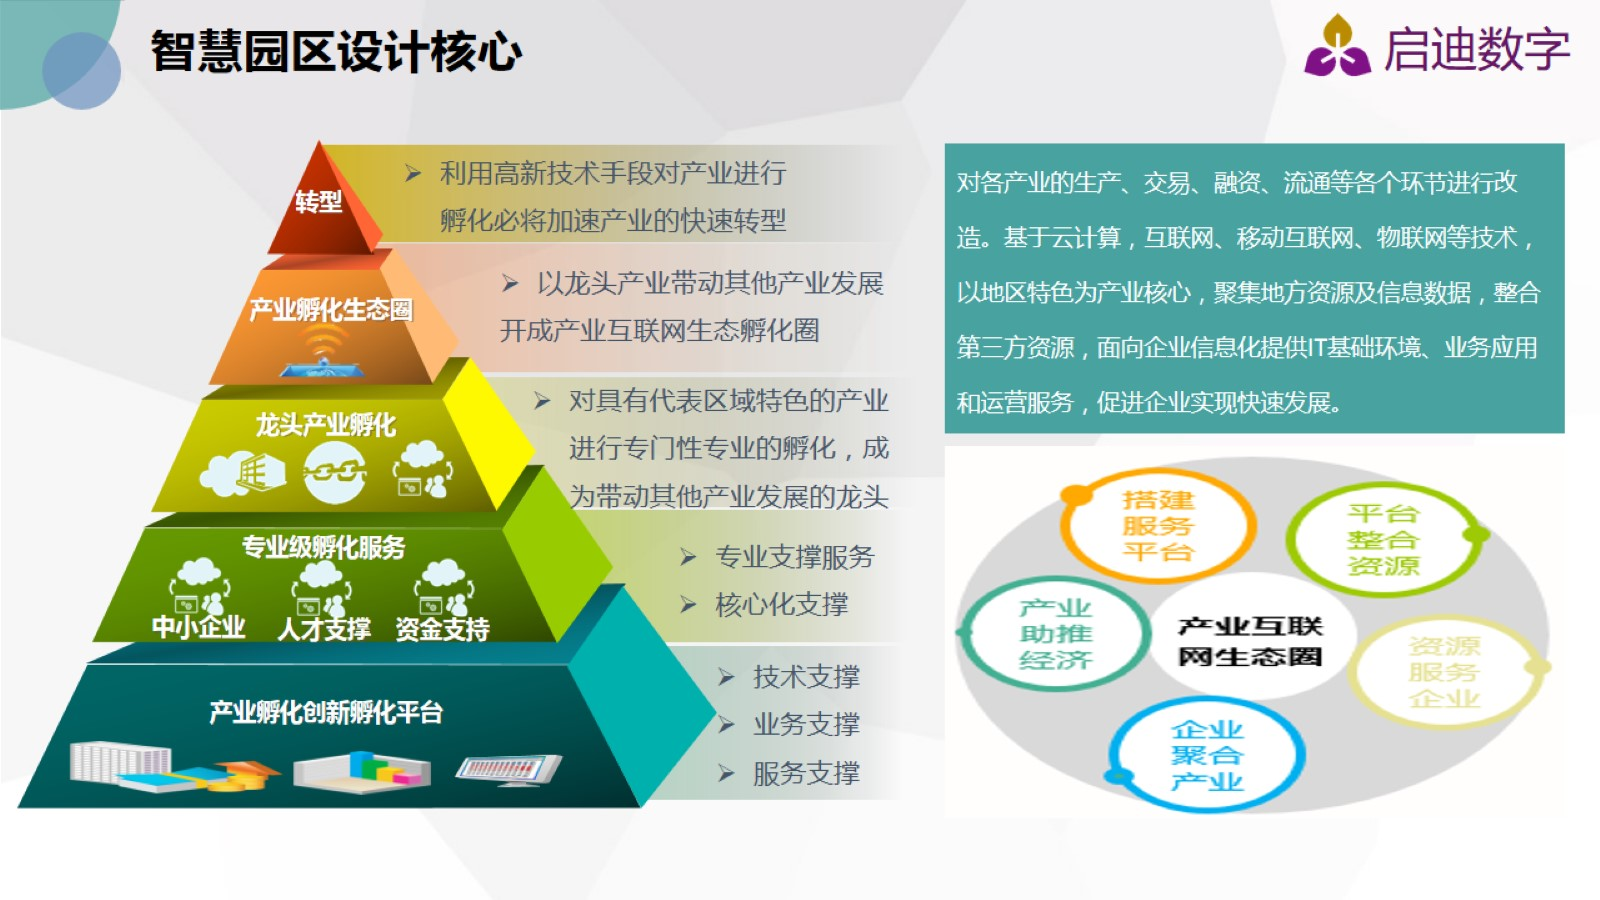 智慧园区设计核心
启迪数字
转型
➢ 利用高新技术手段对产业进行
孵化必将加速产业的快速转型
产业孵化生态圈
➢ 以龙头产业带动其他产业发展
开成产业互联网生态孵化圈
龙头产业孵化
➢ 对具有代表区域特色的产业
进行专门性专业的孵化，成
为带动其他产业发展的龙头
专业级孵化服务
中小企业
人才支撑
资金支持
➢ 专业支撑服务
➢ 核心化支撑
产业孵化创新孵化平台
➢ 技术支撑
➢ 业务支撑
➢ 服务支撑
对各产业的生产、交易、融资、流通等各个环节进行改
造。基于云计算，互联网、移动互联网、物联网等技术，
以地区特色为产业核心，聚集地方资源及信息数据，整合
第三方资源，面向企业信息化提供IT基础环境、业务应用
和运营服务，促进企业实现快速发展。
搭建
服务
平台
平台
整合
资源
产业
助推
经济
产业互联
网生态圈
资源
服务
企业
企业
聚合
产业